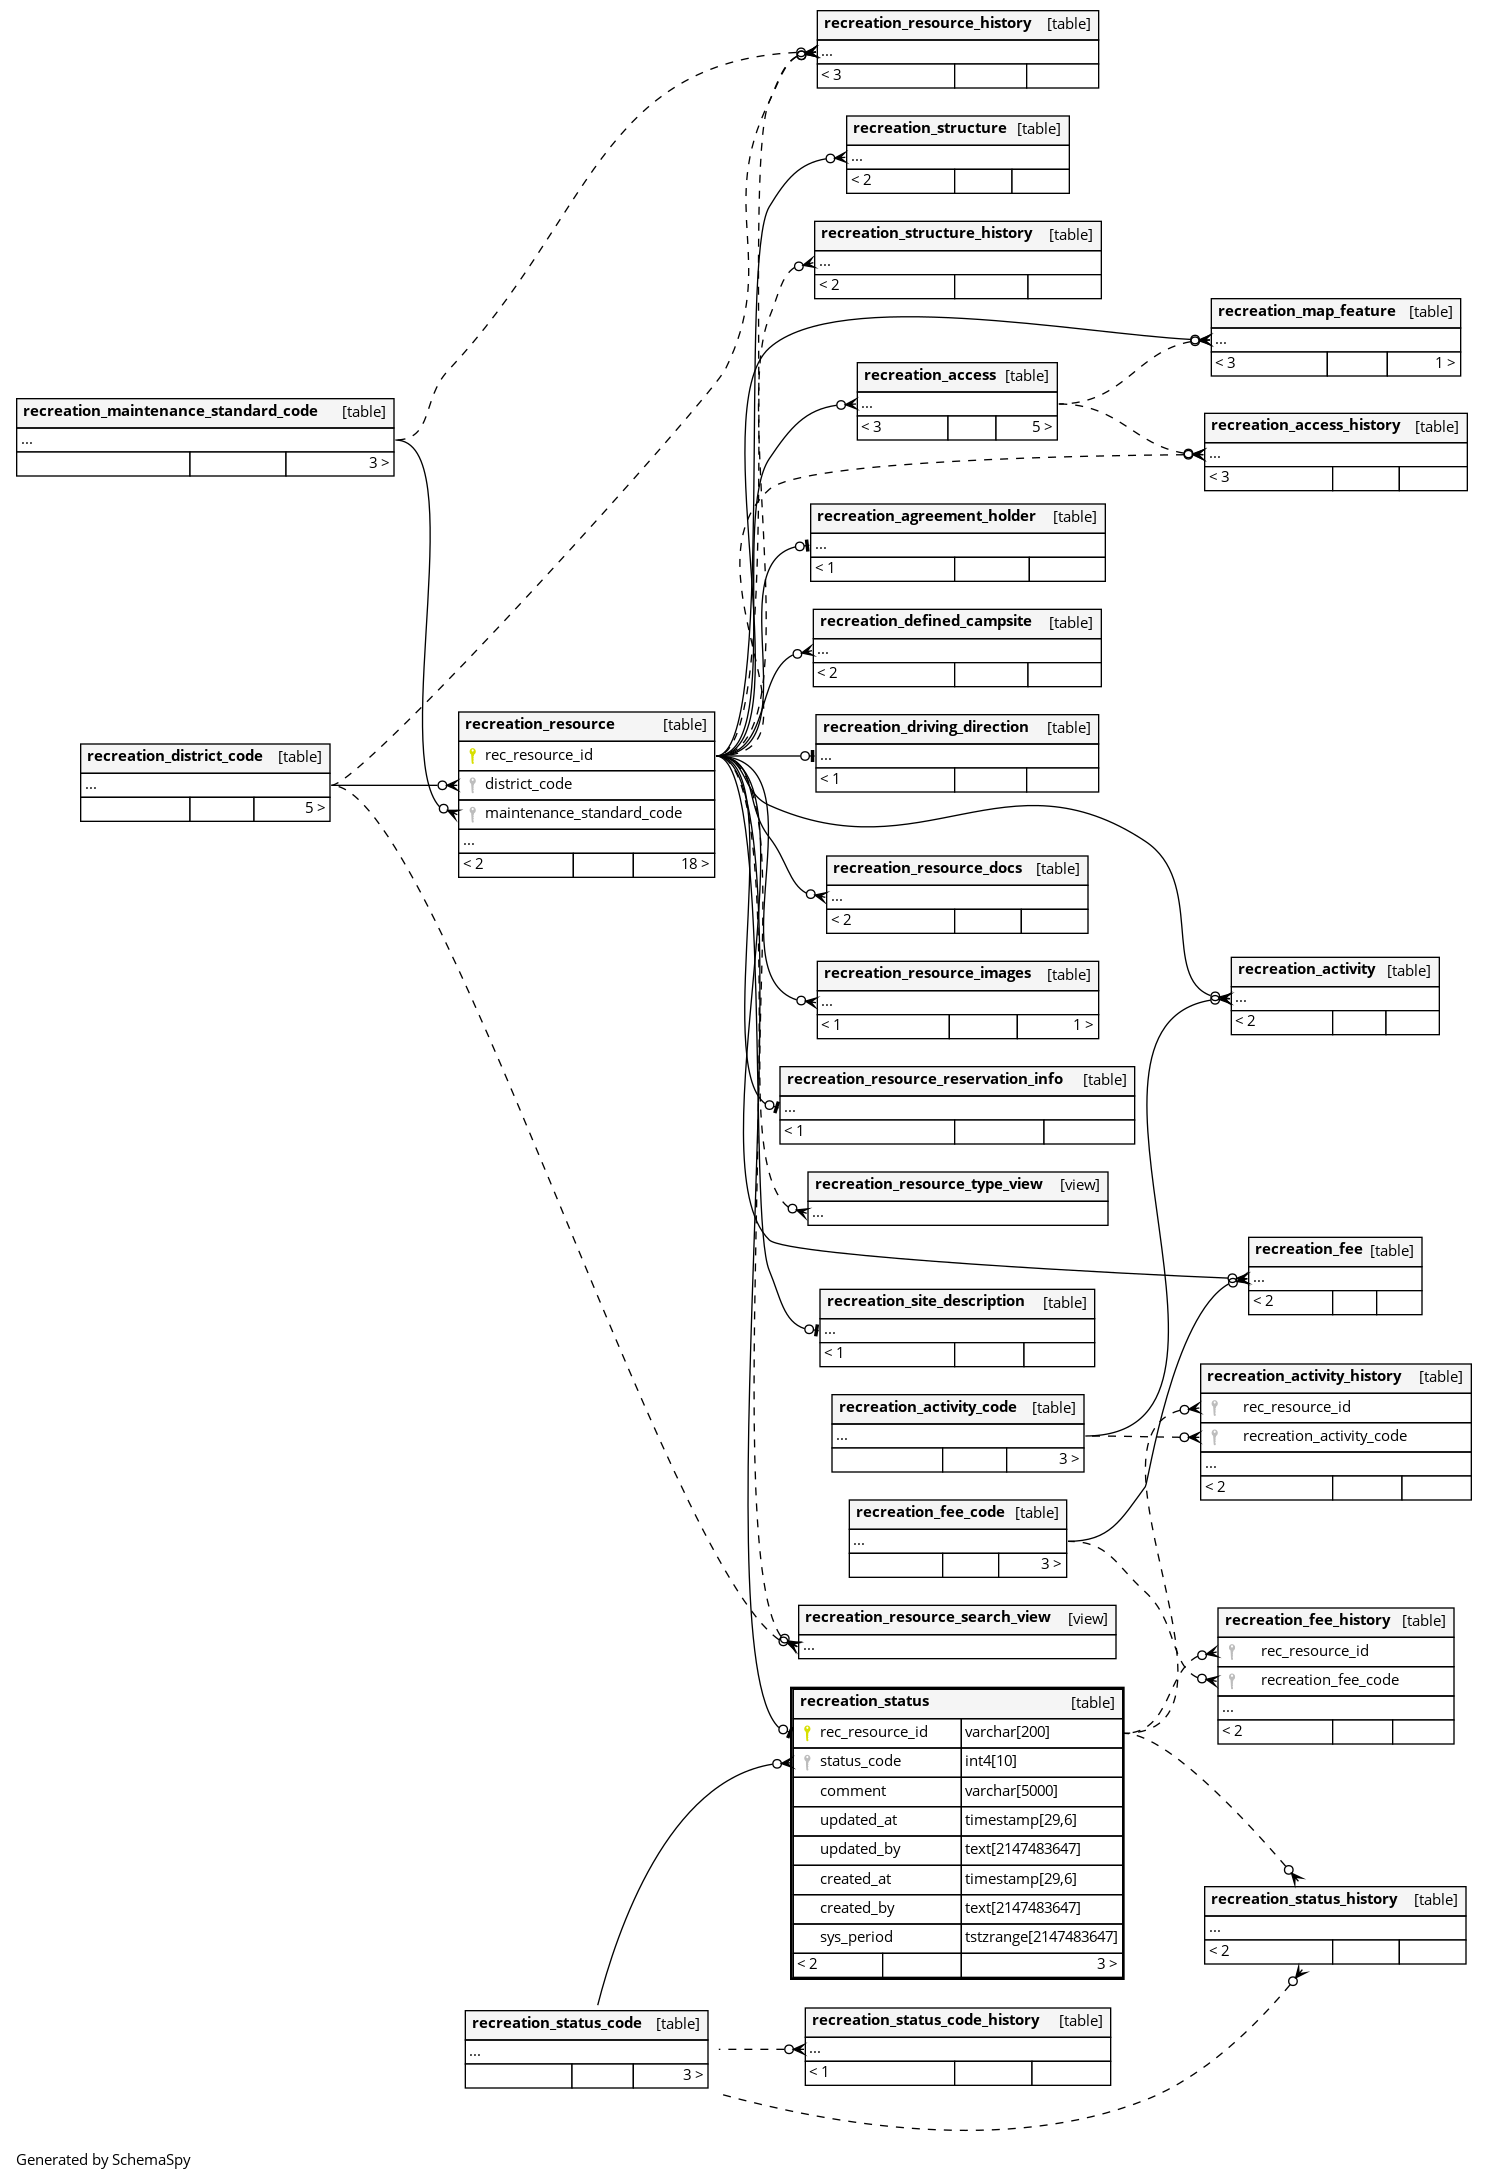 recreation_resource_history [table]
...
< 3
recreation_structure [table]
...
< 2
recreation_structure_history [table]
...
< 2
recreation_map_feature [table]
...
< 3 1 >
recreation_access [table]
...
< 3 5 >
recreation_maintenance_standard_code [table]
...
3 >
recreation_access_history [table]
...
< 3
recreation_agreement_holder [table]
...
< 1
recreation_defined_campsite [table]
...
< 2
recreation_resource [table]
rec_resource_id
district_code
maintenance_standard_code
...
< 2 18 >
recreation_driving_direction [table]
...
< 1
recreation_district_code [table]
...
5 >
recreation_resource_docs [table]
...
< 2
recreation_resource_images [table]
...
< 1 1 >
recreation_activity [table]
...
< 2
recreation_resource_reservation_info [table]
...
< 1
recreation_resource_type_view [view]
...
recreation_fee [table]
...
< 2
recreation_site_description [table]
...
< 1
recreation_activity_history [table]
rec_resource_id
recreation_activity_code
...
< 2
recreation_activity_code [table]
...
3 >
recreation_fee_code [table]
...
3 >
recreation_resource_search_view [view]
...
recreation_fee_history [table]
rec_resource_id
recreation_fee_code
...
< 2
recreation_status [table]
rec_resource_id varchar[200]
status_code int4[10]
comment varchar[5000]
updated_at timestamp[29,6]
updated_by text[2147483647]
created_at timestamp[29,6]
created_by text[2147483647]
sys_period tstzrange[2147483647]
< 2 3 >
recreation_status_history [table]
...
< 2
recreation_status_code [table]
...
3 >
recreation_status_code_history [table]
...
< 1
Generated by SchemaSpy